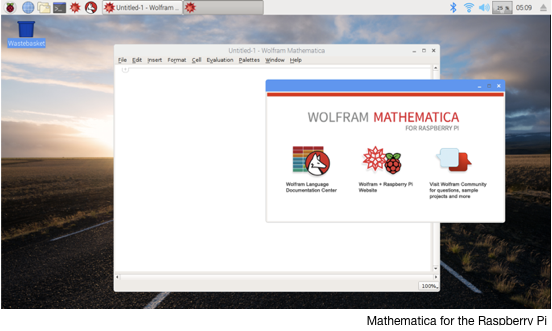 Untitled-1 - Wolfram ...
25 %
05:09
Wastebasket
Untitled-1 - Wolfram Mathematica
File Edit Insert Format Cell Evaluation Palettes Window Help
WOLFRAM MATHEMATICA
FOR RASPBERRY PI
Wolfram Language
Documentation Center
Wolfram + Raspberry Pi
Website
Visit Wolfram Community
for questions, sample
projects and more
100%
Mathematica for the Raspberry Pi